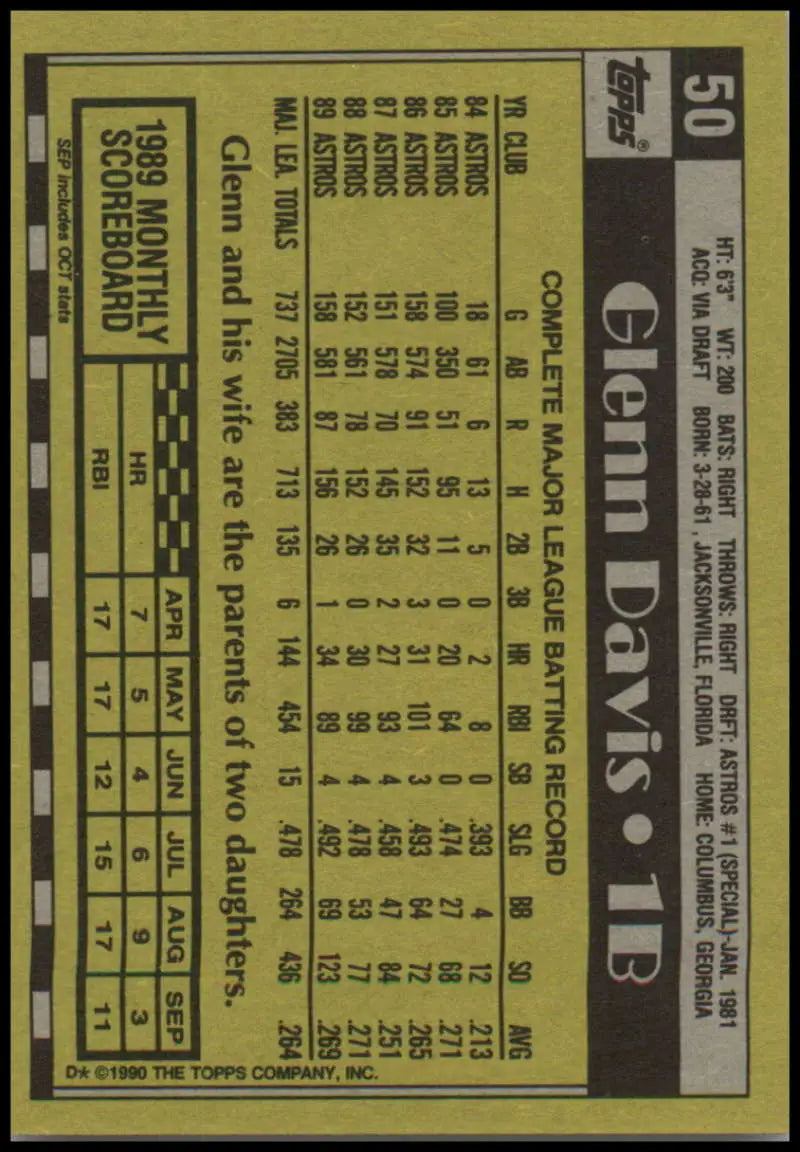 50
HT: 6'3" WT: 200 BATS: RIGHT THROWS: RIGHT DRFT: ASTROS #1 (SPECIAL)-JAN. 1981
ACQ: VIA DRAFT BORN: 3-28-61, JACKSONVILLE, FLORIDA HOME: COLUMBUS, GEORGIA
topps®
Glenn Davis • 1B
COMPLETE MAJOR LEAGUE BATTING RECORD
YR CLUB G AB R H 2B 3B HR RBI SB SLG BB SO AVG
84 ASTROS 18 61 6 13 5 0 2 8 0 .393 4 12 .213
85 ASTROS 100 350 51 95 11 0 20 64 0 .474 27 68 .271
86 ASTROS 158 574 91 152 32 3 31 101 3 .493 64 72 .265
87 ASTROS 151 578 70 145 35 2 27 93 4 .458 47 84 .251
88 ASTROS 152 561 78 152 26 0 30 99 4 .478 53 77 .271
89 ASTROS 158 581 87 156 26 1 34 89 4 .492 69 123 .269
MAJ. LEA. TOTALS 737 2705 383 713 135 6 144 454 15 .478 264 436 .264
Glenn and his wife are the parents of two daughters.
1989 MONTHLY
SCOREBOARD
APR MAY JUN JUL AUG SEP
HR 7 5 4 6 9 3
RBI 17 17 12 15 17 11
SEP includes OCT stats
D* ©1990 THE TOPPS COMPANY, INC.